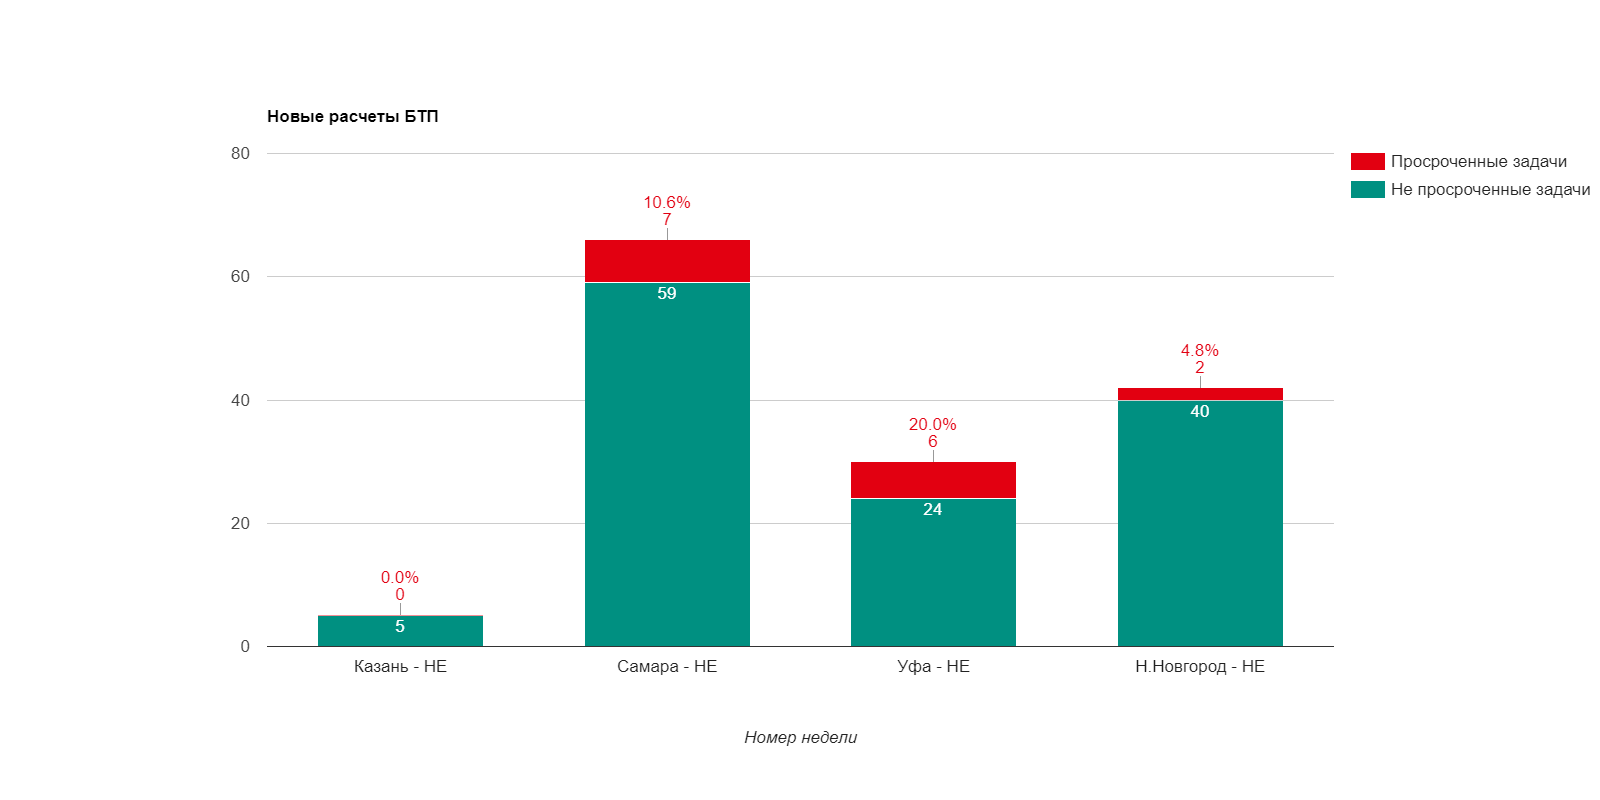 Новые расчеты БТП
80
60
40
20
0
10.6%
7
59
4.8%
2
40
20.0%
6
24
0.0%
0
5
Казань - НЕ
Самара - НЕ
Уфа - НЕ
Н.Новгород - НЕ
Номер недели
Просроченные задачи
Не просроченные задачи